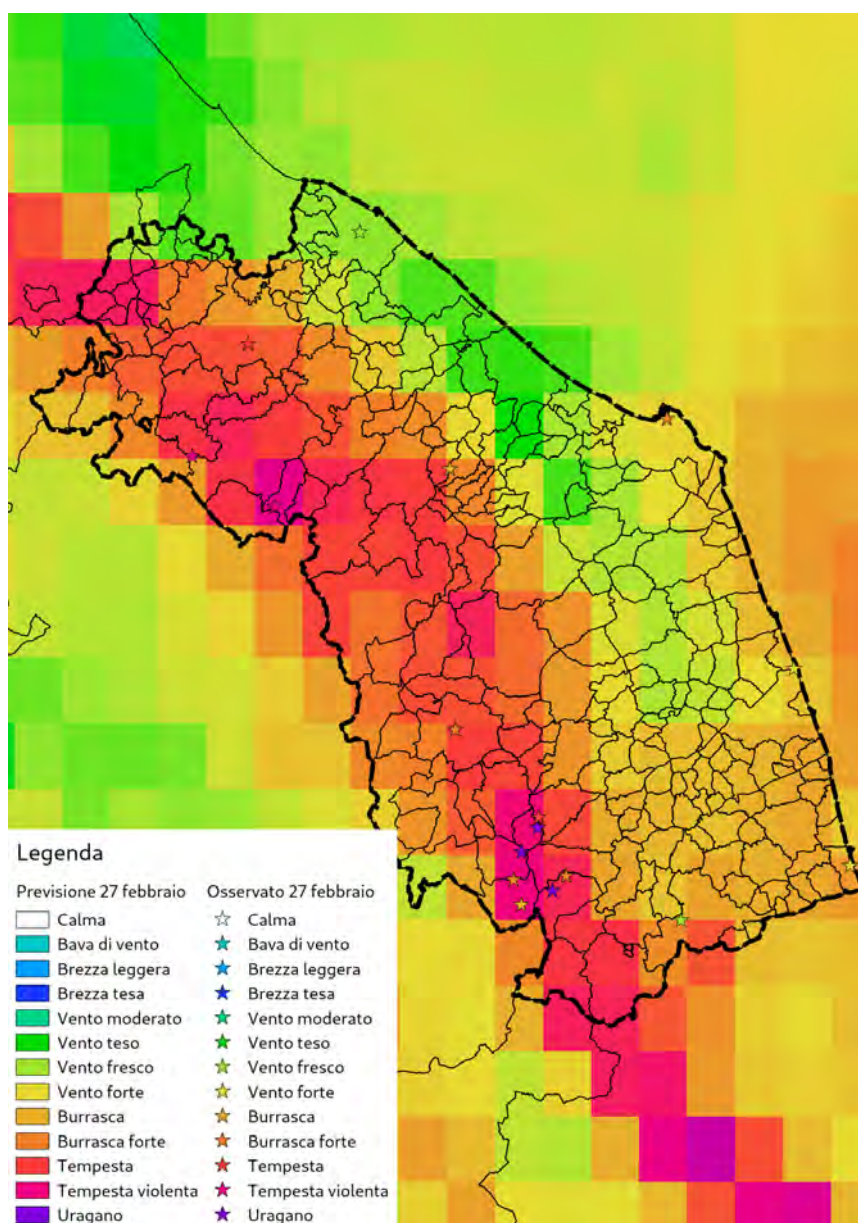 Legenda
Previsione 27 febbraio Osservato 27 febbraio
Calma Calma
Bava di vento Bava di vento
Brezza leggera Brezza leggera
Brezza tesa Brezza tesa
Vento moderato Vento moderato
Vento teso Vento teso
Vento fresco Vento fresco
Vento forte Vento forte
Burrasca Burrasca
Burrasca forte Burrasca forte
Tempesta Tempesta
Tempesta violenta Tempesta violenta
Uragano Uragano